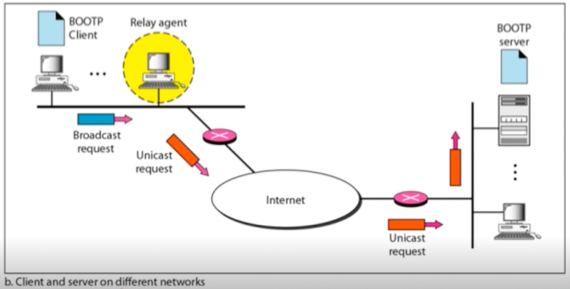 BOOTP
Client
Relay agent
BOOTP
server
...
Broadcast
request
Unicast
request
Internet
Unicast
request
b. Client and server on different networks